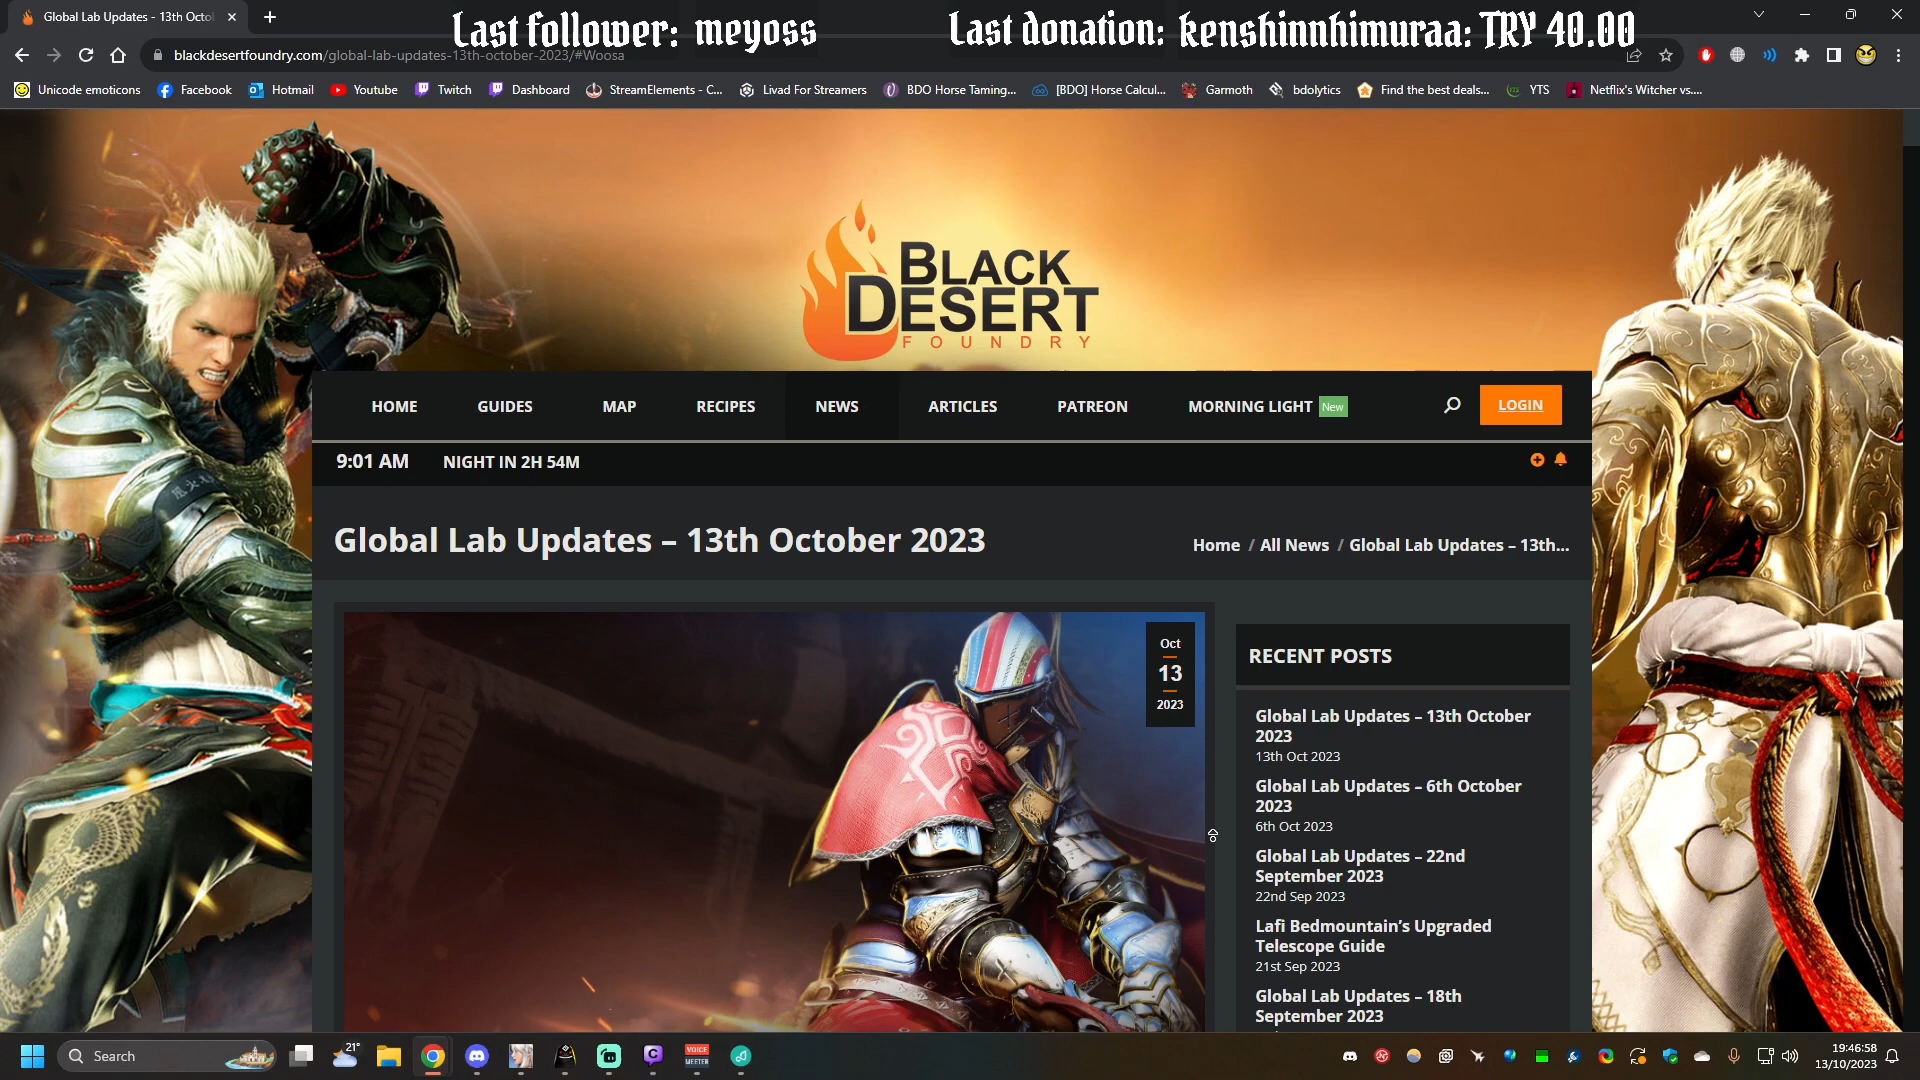 Global Lab Updates - 13th Octo
Last follower: meyoss
Last donation: kenshinnhimuraa: TRY 40.00
blackdesertfoundry.com/global-lab-updates-13th-october-2023/#Woosa
Unicode emoticons
Facebook
Hotmail
Youtube
Twitch
Dashboard
StreamElements - C...
Livad For Streamers
BDO Horse Taming...
[BDO] Horse Calcul...
Garmoth
bdolytics
Find the best deals...
YTS
Netflix's Witcher vs....
BLACK
DESERT
FOUNDRY
HOME
GUIDES
MAP
RECIPES
NEWS
ARTICLES
PATREON
MORNING LIGHT New
LOGIN
9:01 AM
NIGHT IN 2H 54M
Global Lab Updates – 13th October 2023
Home / All News / Global Lab Updates – 13th...
Oct
13
2023
RECENT POSTS
Global Lab Updates – 13th October
2023
13th Oct 2023
Global Lab Updates – 6th October
2023
6th Oct 2023
Global Lab Updates – 22nd
September 2023
22nd Sep 2023
Lafi Bedmountain's Upgraded
Telescope Guide
21st Sep 2023
Global Lab Updates – 18th
September 2023
Search
21°
VOICE
MEETER
19:46:58
13/10/2023